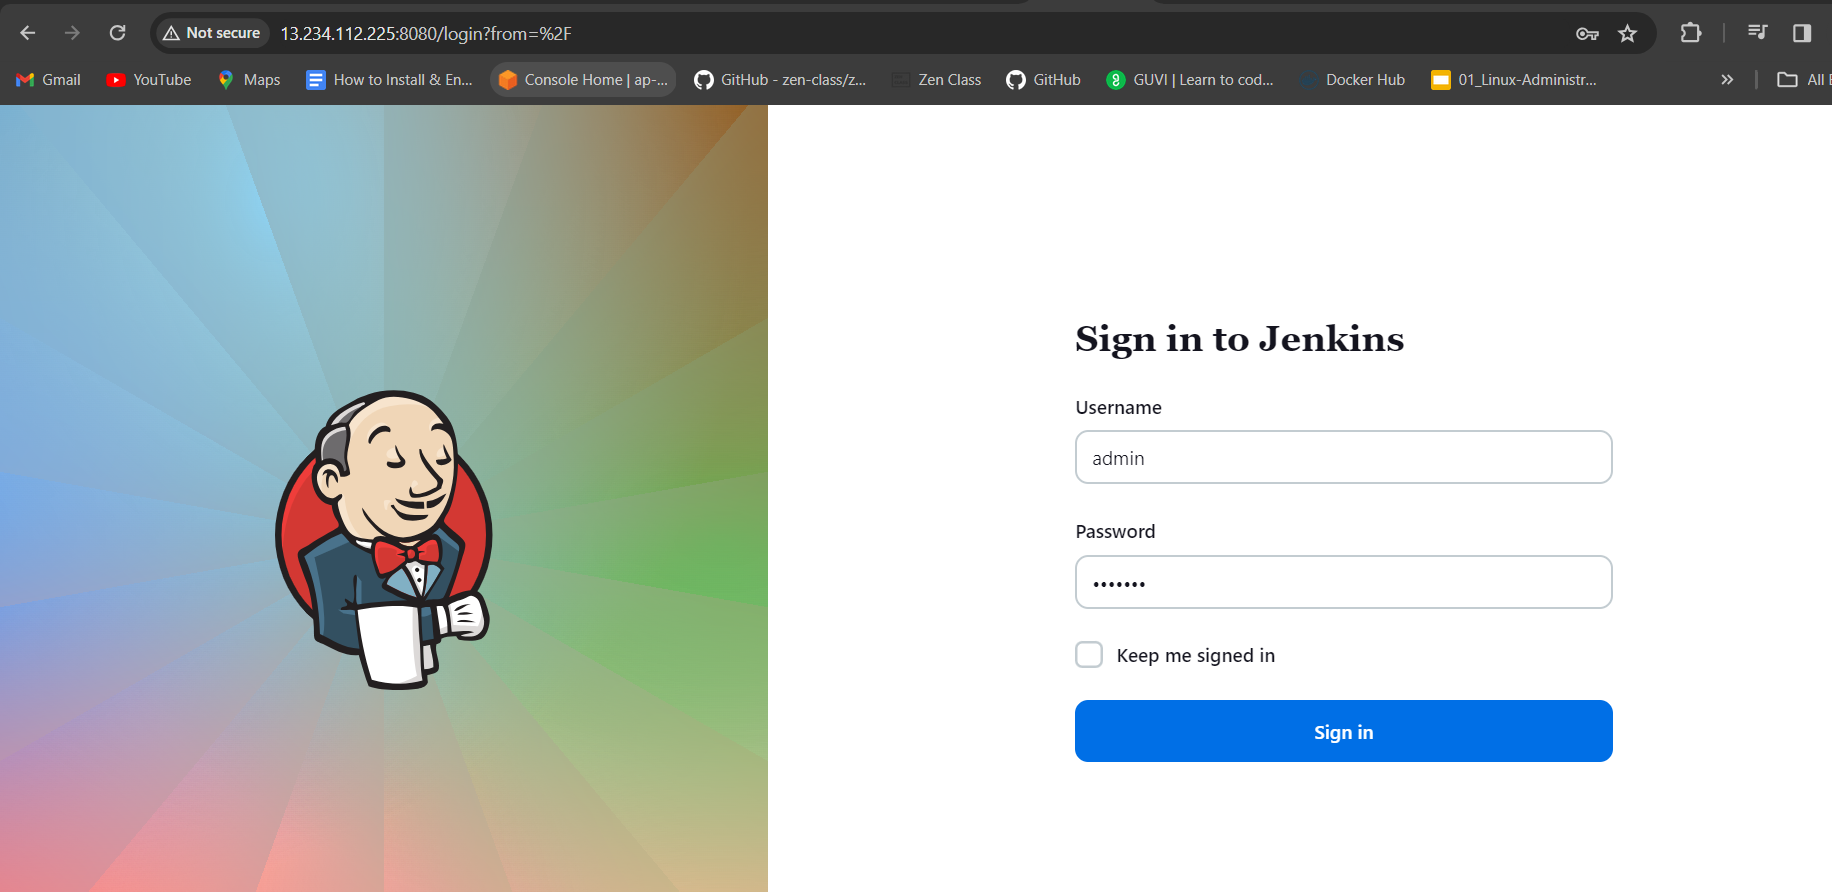 Not secure 13.234.112.225:8080/login?from=%2F
Gmail YouTube Maps How to Install & En... Console Home | ap-... GitHub - zen-class/z... Zen Class GitHub GUVI | Learn to cod... Docker Hub 01_Linux-Administr... » All
Sign in to Jenkins
Username
admin
Password
•••••••
Keep me signed in
Sign in